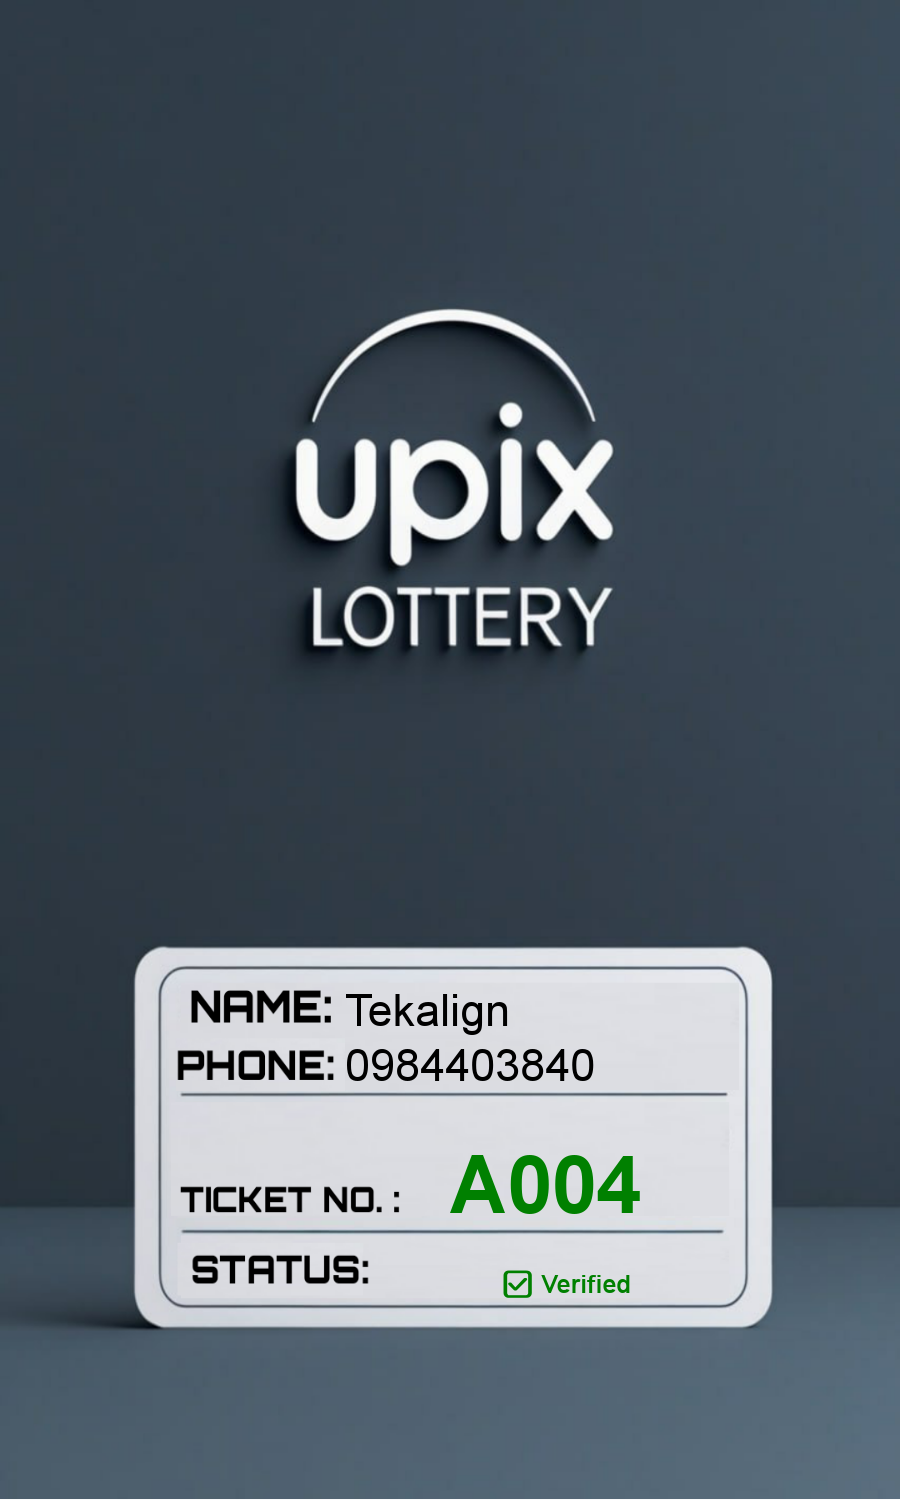 upix
LOTTERY
NAME: Tekalign
PHONE: 0984403840
TICKET NO. : A004
STATUS: Verified